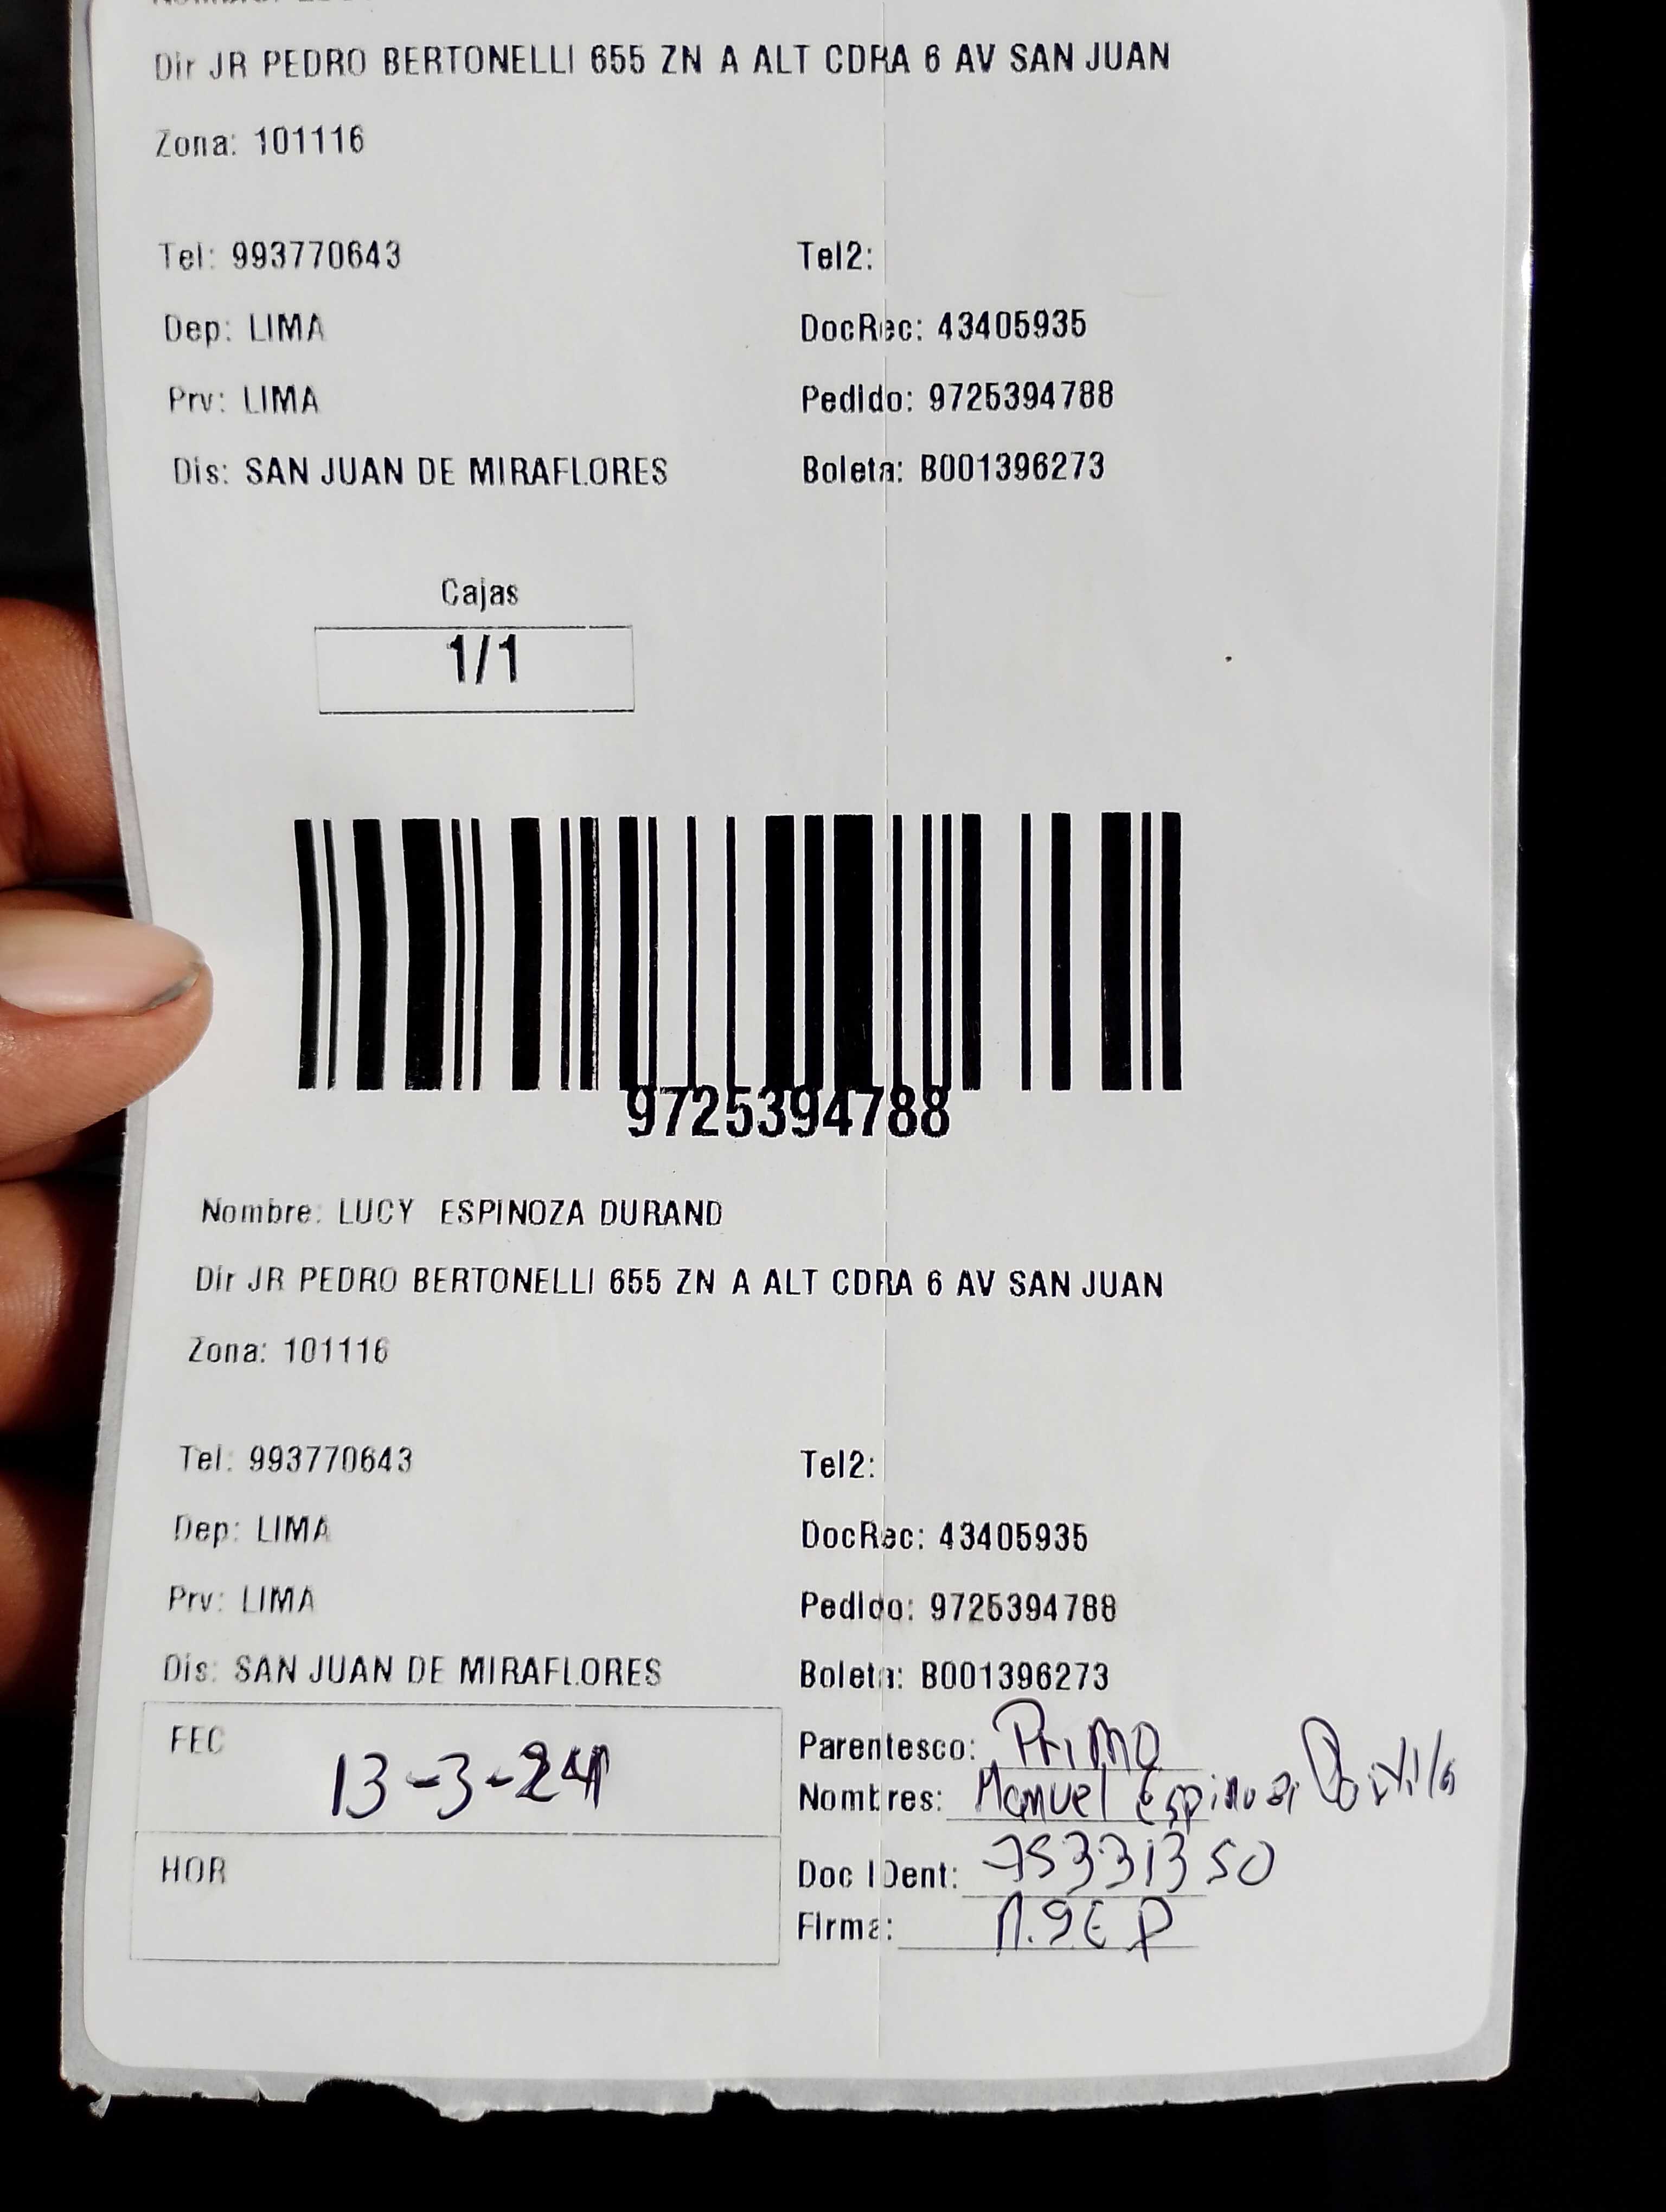 Dir JR PEDRO BERTONELLI 655 ZN A ALT CDRA 6 AV SAN JUAN
Zona: 101116
Tel: 993770643 Tel2:
Dep: LIMA DocRec: 43405935
Prv: LIMA Pedido: 9725394788
Dis: SAN JUAN DE MIRAFLORES Boleta: B001396273
Cajas
1/1
9725394788
Nombre: LUCY ESPINOZA DURAND
Dir JR PEDRO BERTONELLI 655 ZN A ALT CDRA 6 AV SAN JUAN
Zona: 101116
Tel: 993770643 Tel2:
Dep: LIMA DocRec: 43405935
Prv: LIMA Pedido: 9725394788
Dis: SAN JUAN DE MIRAFLORES Boleta: B001396273
FEC 13-3-24 Parentesco: Primo
Nombres: Manuel Espinoza
HOR Doc IDent: 75331350
Firma: